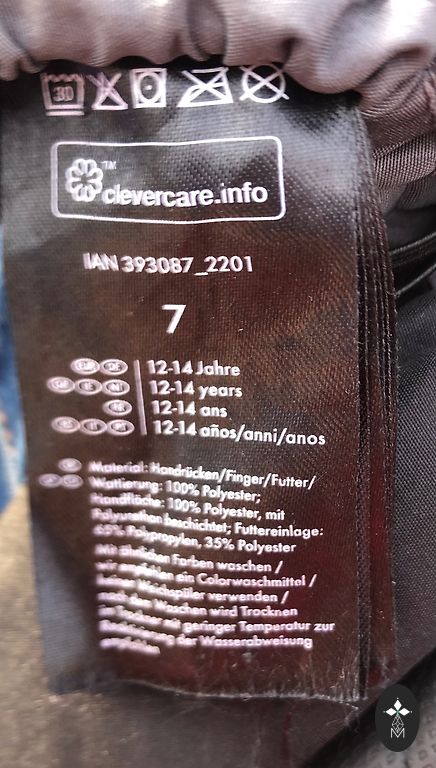 30
™
clevercare.info
IAN 393087_2201
7
12-14 Jahre
12-14 years
12-14 ans
12-14 años/anni/anos
Material: Handrücken/Finger/Futter/
Wattierung: 100% Polyester;
Handfläche: 100% Polyester, mit
Polyurethan beschichtet; Futtereinlage:
65% Polypropylen, 35% Polyester
Mit ähnlichen Farben waschen /
wir empfehlen ein Colorwaschmittel /
keinen Weichspüler verwenden /
nach dem Waschen wird Trocknen
im Trockner mit geringer Temperatur zur
der Wasserabweisung
empfohlen
M